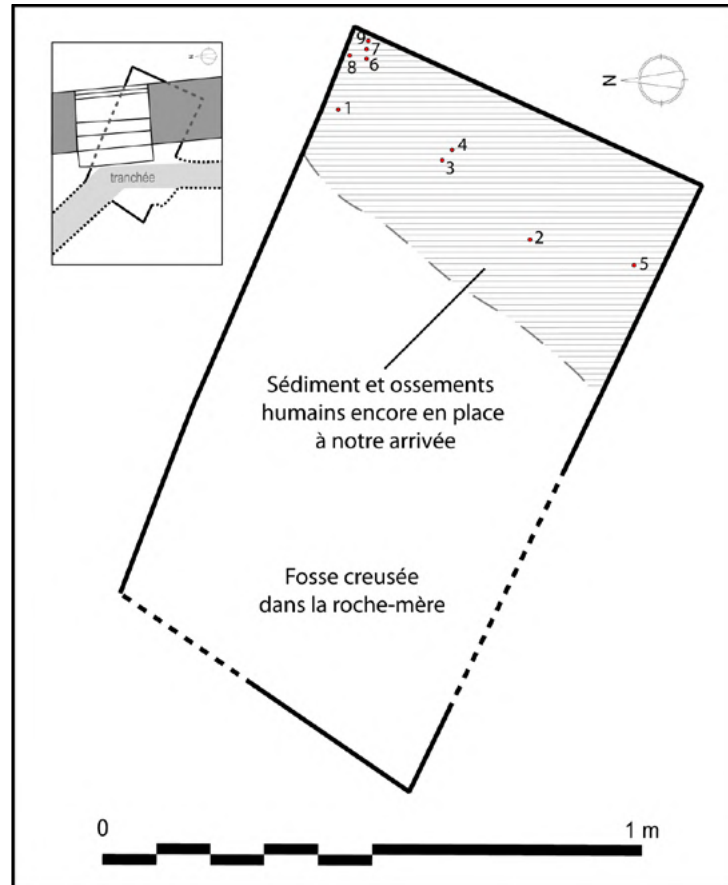 N
tranchée
N
9
7
8
6
1
4
3
2
5
Sédiment et ossements
humains encore en place
à notre arrivée
Fosse creusée
dans la roche-mère
0
1 m